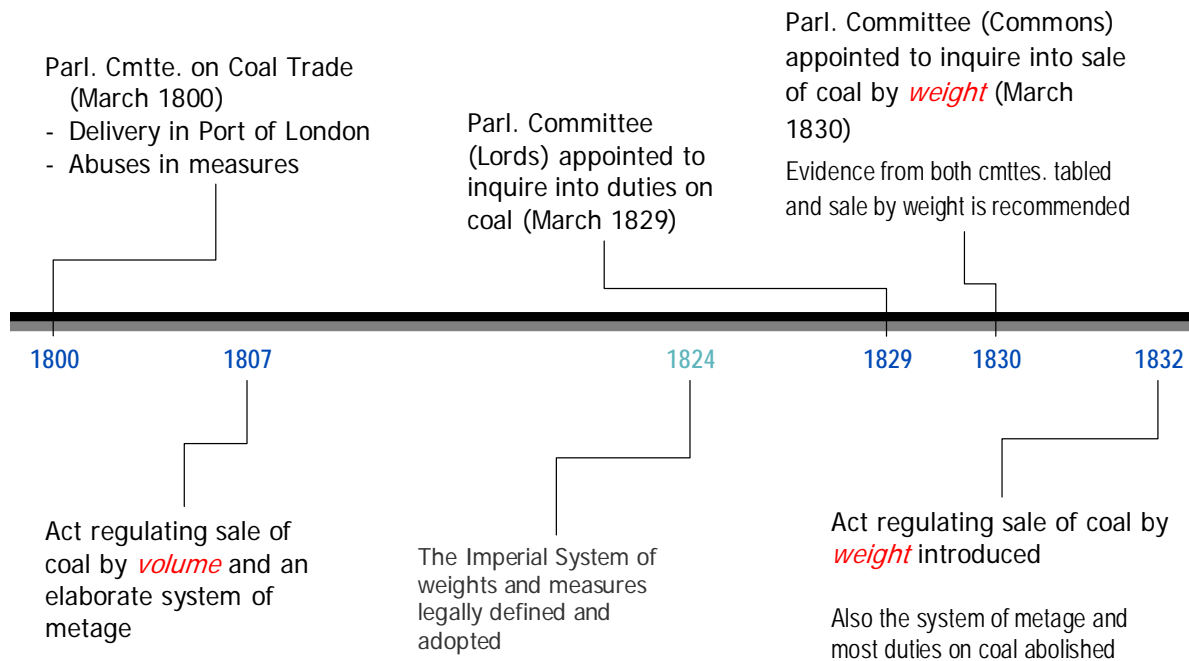 Parl. Cmtte. on Coal Trade
(March 1800)
- Delivery in Port of London
- Abuses in measures
Parl. Committee
(Lords) appointed to
inquire into duties on
coal (March 1829)
Parl. Committee (Commons)
appointed to inquire into sale
of coal by weight (March
1830)
Evidence from both cmttes. tabled
and sale by weight is recommended
1800
1807
1824
1829
1830
1832
Act regulating sale of
coal by volume and an
elaborate system of
metage
The Imperial System of
weights and measures
legally defined and
adopted
Act regulating sale of coal by
weight introduced
Also the system of metage and
most duties on coal abolished